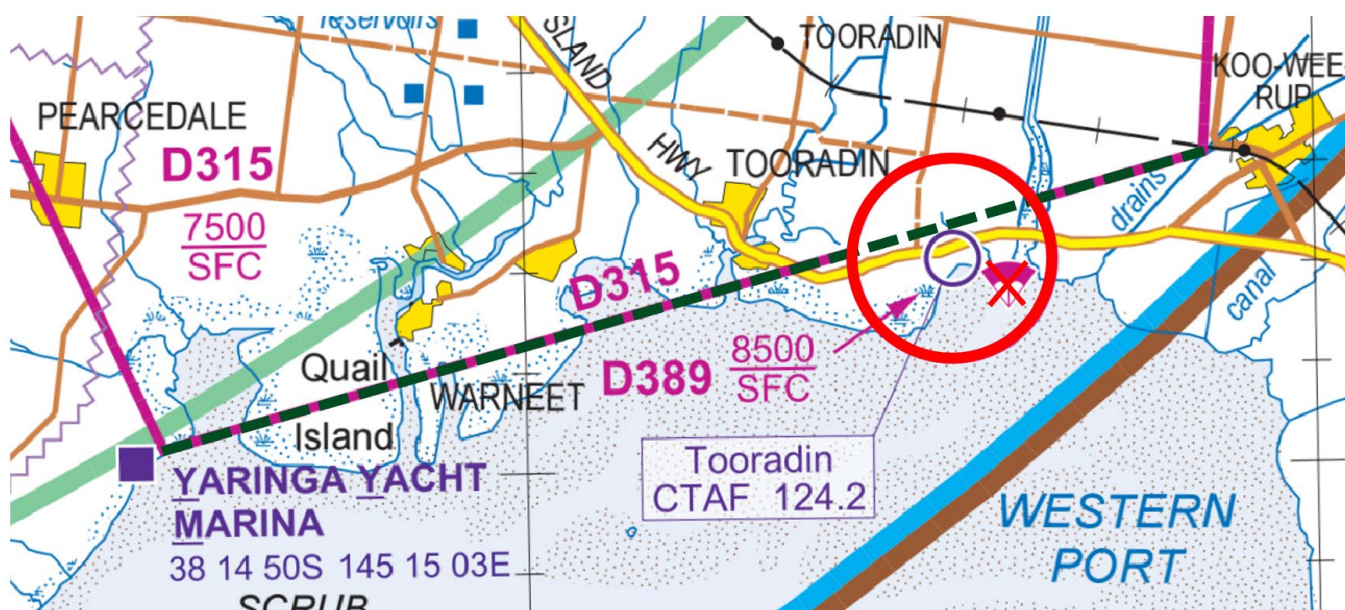 reservoirs
ISLAND
HWY
TOORADIN
KOO-WEE-
RUP
PEARCEDALE
D315
7500
SFC
TOORADIN
drains
canal
D315
D389
8500
SFC
Quail
Island
WARNEET
Tooradin
CTAF 124.2
YARINGA YACHT
MARINA
38 14 50S 145 15 03E
SCRUB
WESTERN
PORT